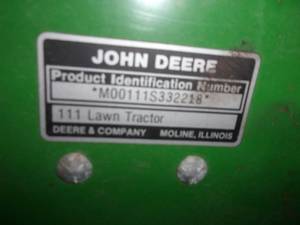 JOHN DEERE
Product Identification Number
*M00111S332218*
111 Lawn Tractor
DEERE & COMPANY MOLINE, ILLINOIS